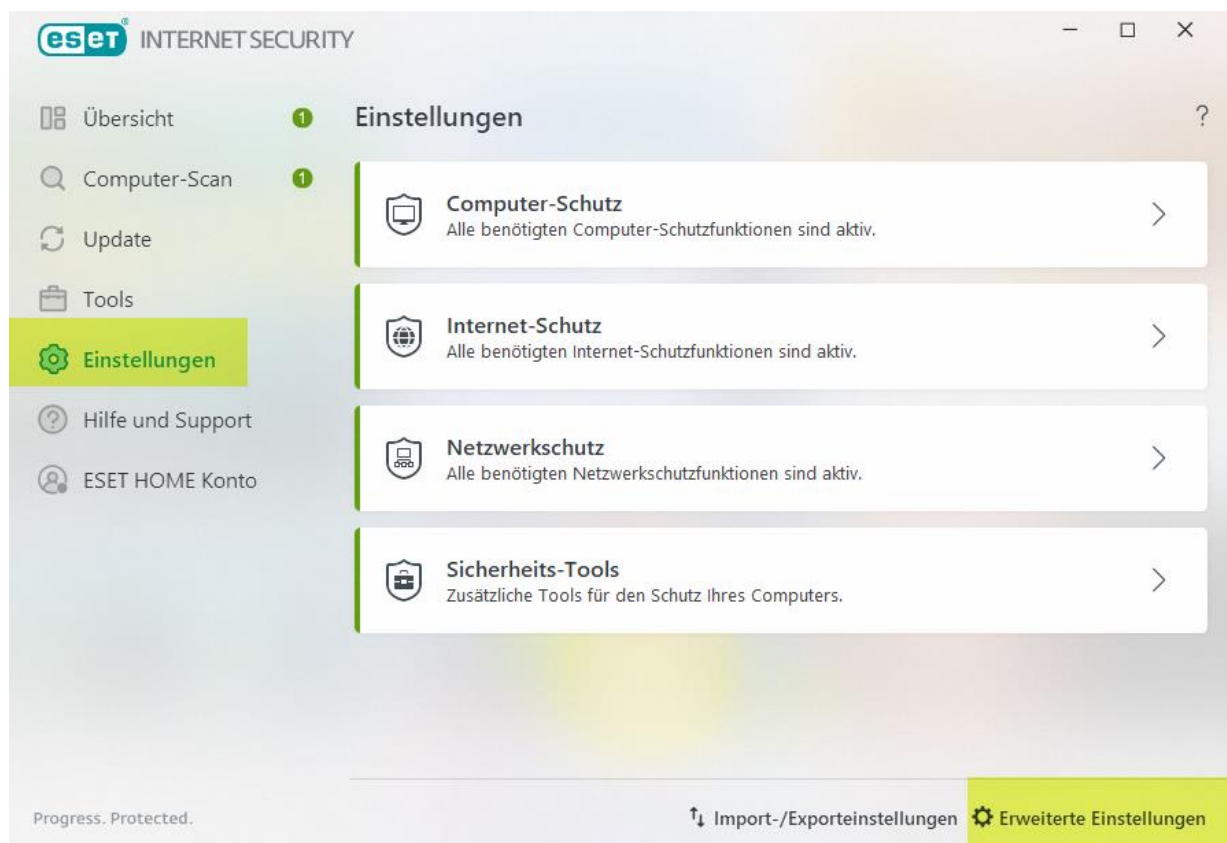 eset® INTERNET SECURITY
Übersicht 1
Computer-Scan 1
Update
Tools
Einstellungen
Hilfe und Support
ESET HOME Konto
Einstellungen ?
Computer-Schutz
Alle benötigten Computer-Schutzfunktionen sind aktiv.
Internet-Schutz
Alle benötigten Internet-Schutzfunktionen sind aktiv.
Netzwerkschutz
Alle benötigten Netzwerkschutzfunktionen sind aktiv.
Sicherheits-Tools
Zusätzliche Tools für den Schutz Ihres Computers.
Progress. Protected.
Import-/Exporteinstellungen
Erweiterte Einstellungen